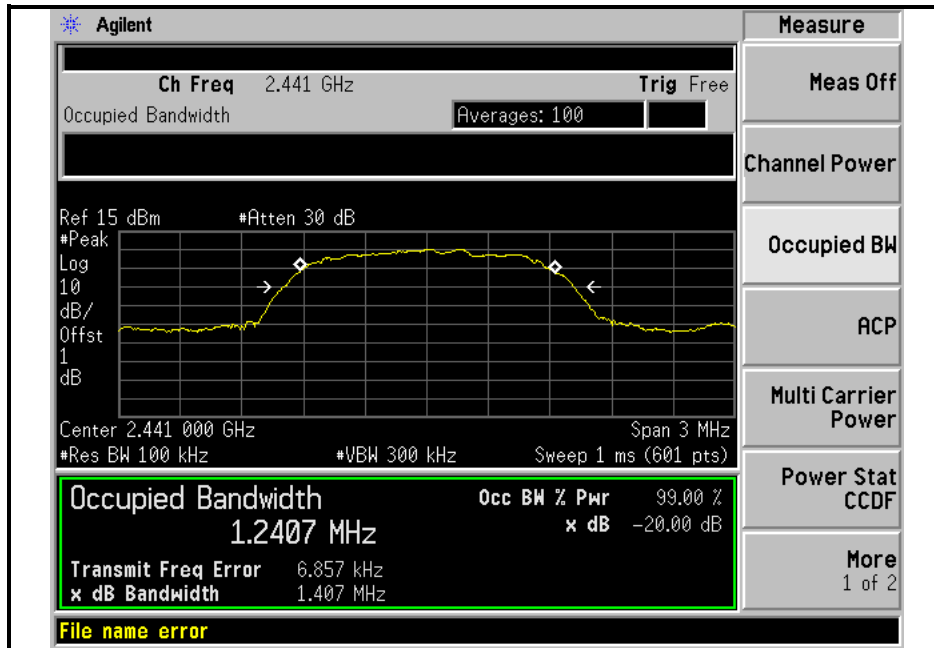 Agilent
Measure
Ch Freq 2.441 GHz Trig Free
Meas Off
Occupied Bandwidth Averages: 100
Channel Power
Ref 15 dBm #Atten 30 dB
#Peak
Log
10
dB/
Offst
1
dB
Occupied BW
ACP
Multi Carrier
Power
Center 2.441 000 GHz Span 3 MHz
#Res BW 100 kHz #VBW 300 kHz Sweep 1 ms (601 pts)
Power Stat
CCDF
Occupied Bandwidth Occ BW % Pwr 99.00 %
1.2407 MHz x dB -20.00 dB
Transmit Freq Error 6.857 kHz
x dB Bandwidth 1.407 MHz
More
1 of 2
File name error